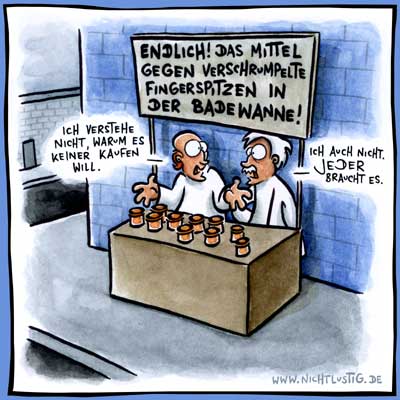 ENDLICH! DAS MITTEL
GEGEN VERSCHRUMPELTE
FINGERSPITZEN IN
DER BADEWANNE!
ICH VERSTEHE
NICHT, WARUM ES
KEINER KAUFEN
WILL.
ICH AUCH NICHT.
JEDER
BRAUCHT ES.
WWW.NICHTLUSTIG.DE